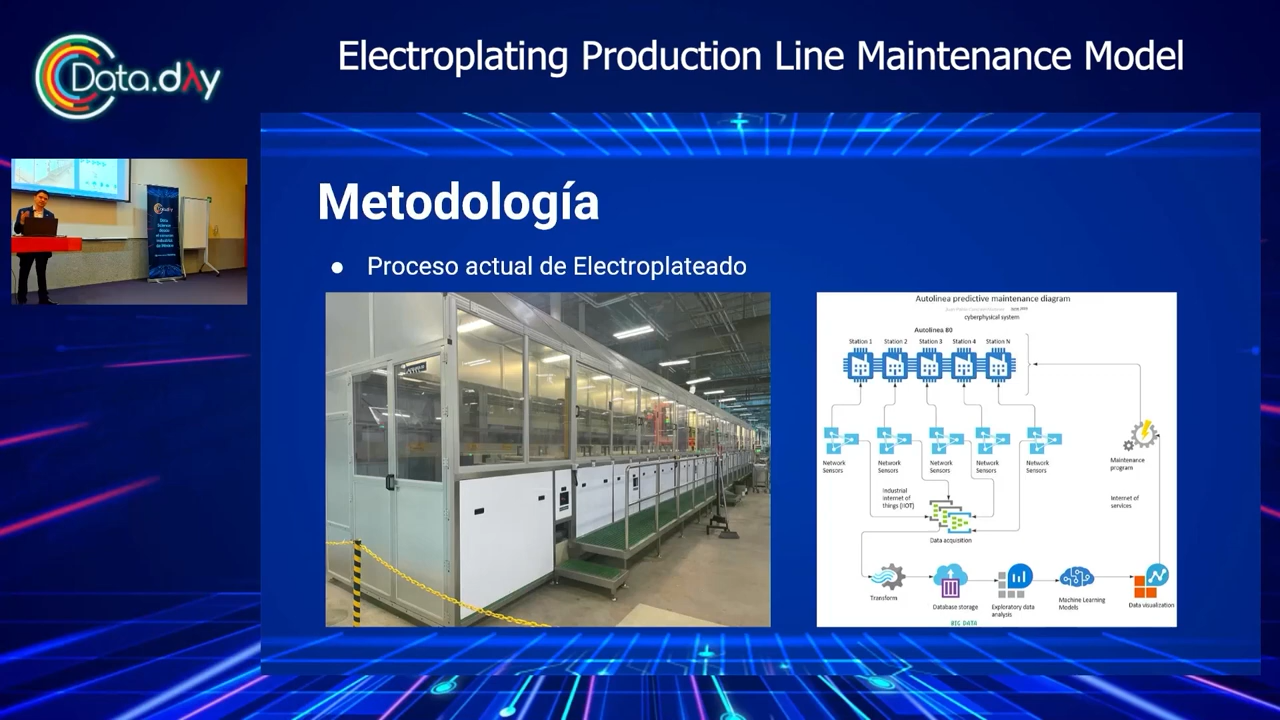 Data.dλy
Electroplating Production Line Maintenance Model
Metodología
● Proceso actual de Electroplateado
Autolinea predictive maintenance diagram
cyberphysical system
Autolinea 80
Station 1
Station 2
Station 3
Station 4
Station N
Network Sensors
Network Sensors
Network Sensors
Network Sensors
Network Sensors
Maintenance program
Industrial internet of things (IIOT)
Internet of services
Data acquisition
Transform
Database storage
Exploratory data analysis
Machine Learning Models
Data visualization
BIG DATA